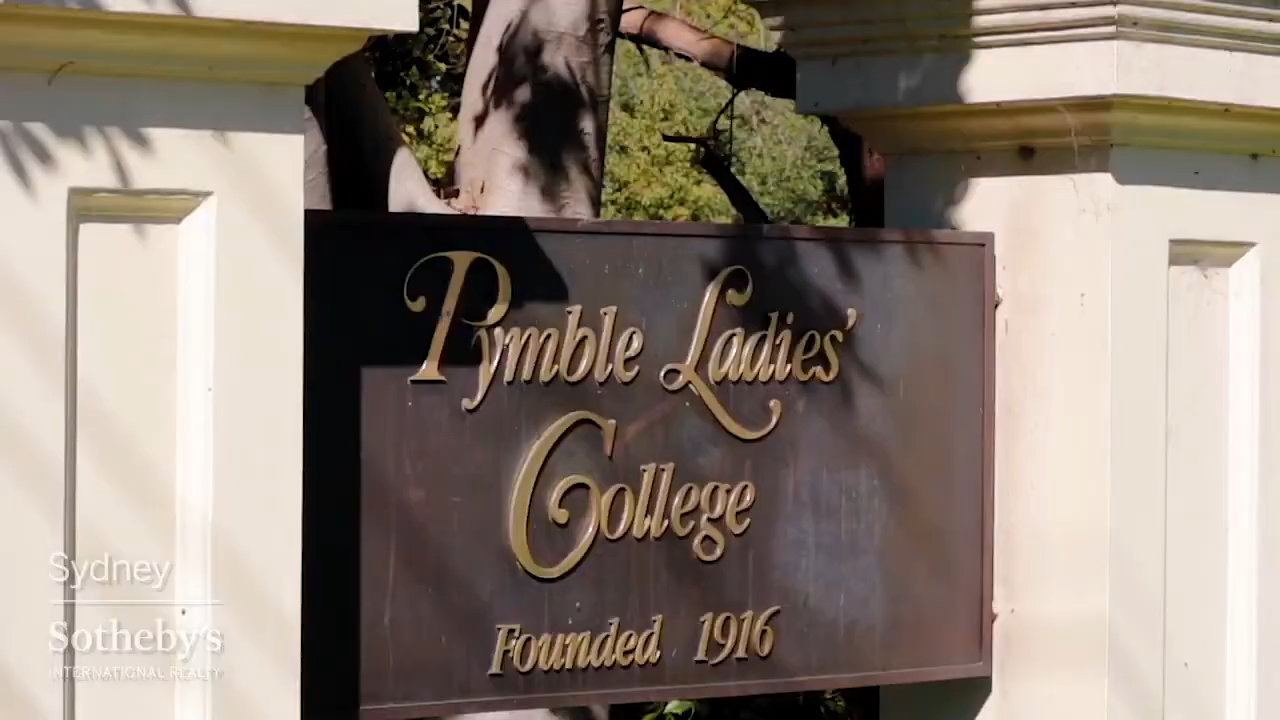 Pymble Ladies'
College
Founded 1916
Sydney
Sotheby's
INTERNATIONAL REALTY